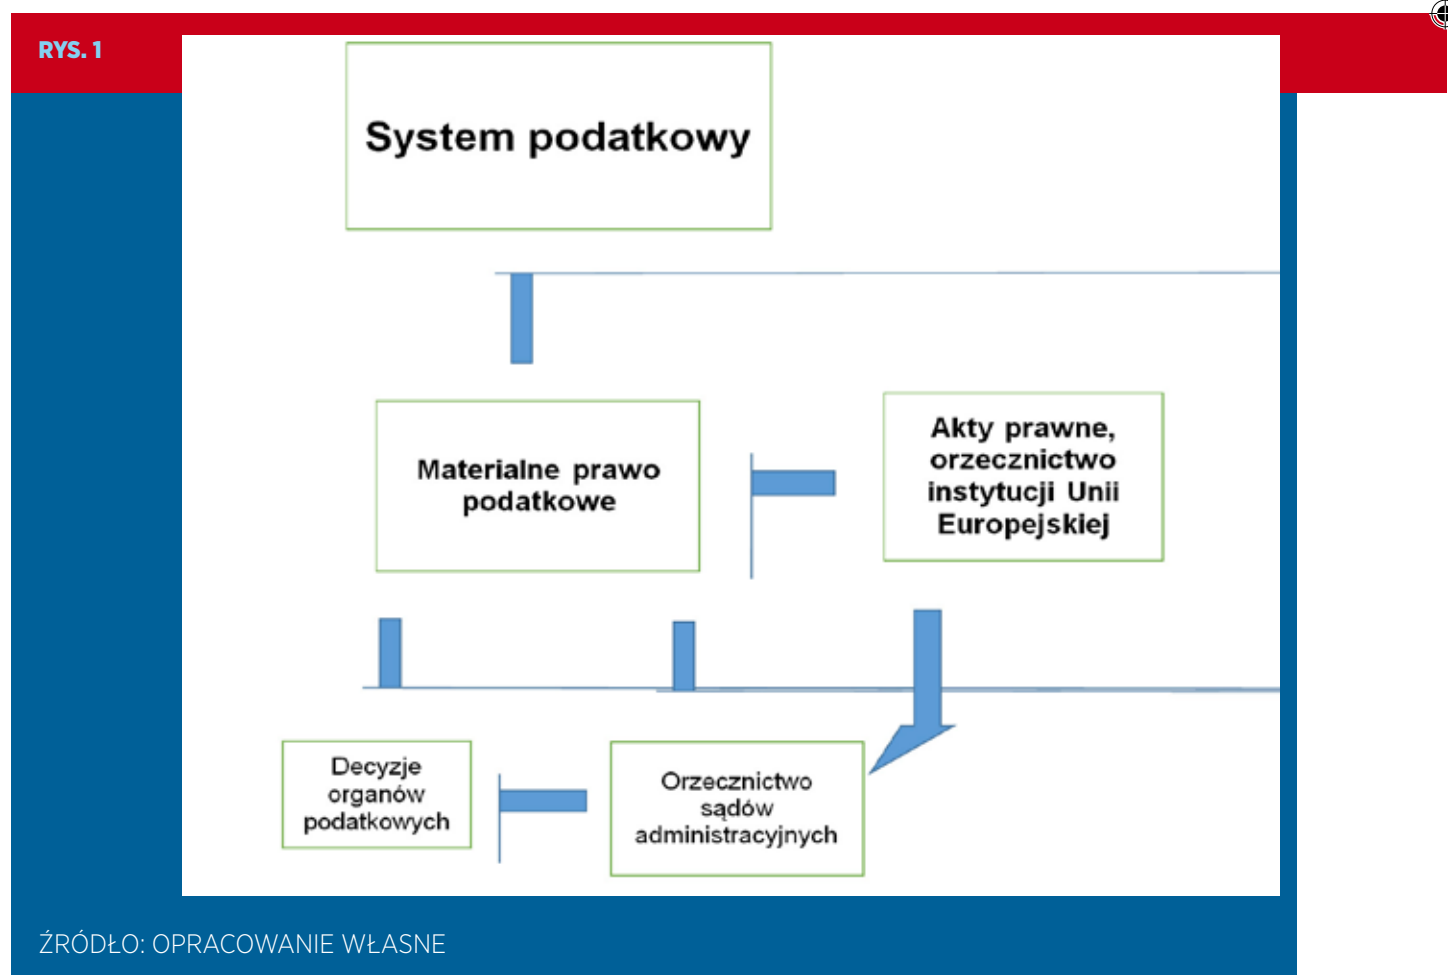 RYS. 1
System podatkowy
Materialne prawo
podatkowe
Akty prawne,
orzecznictwo
instytucji Unii
Europejskiej
Decyzje
organów
podatkowych
Orzecznictwo
sądów
administracyjnych
ŹRÓDŁO: OPRACOWANIE WŁASNE